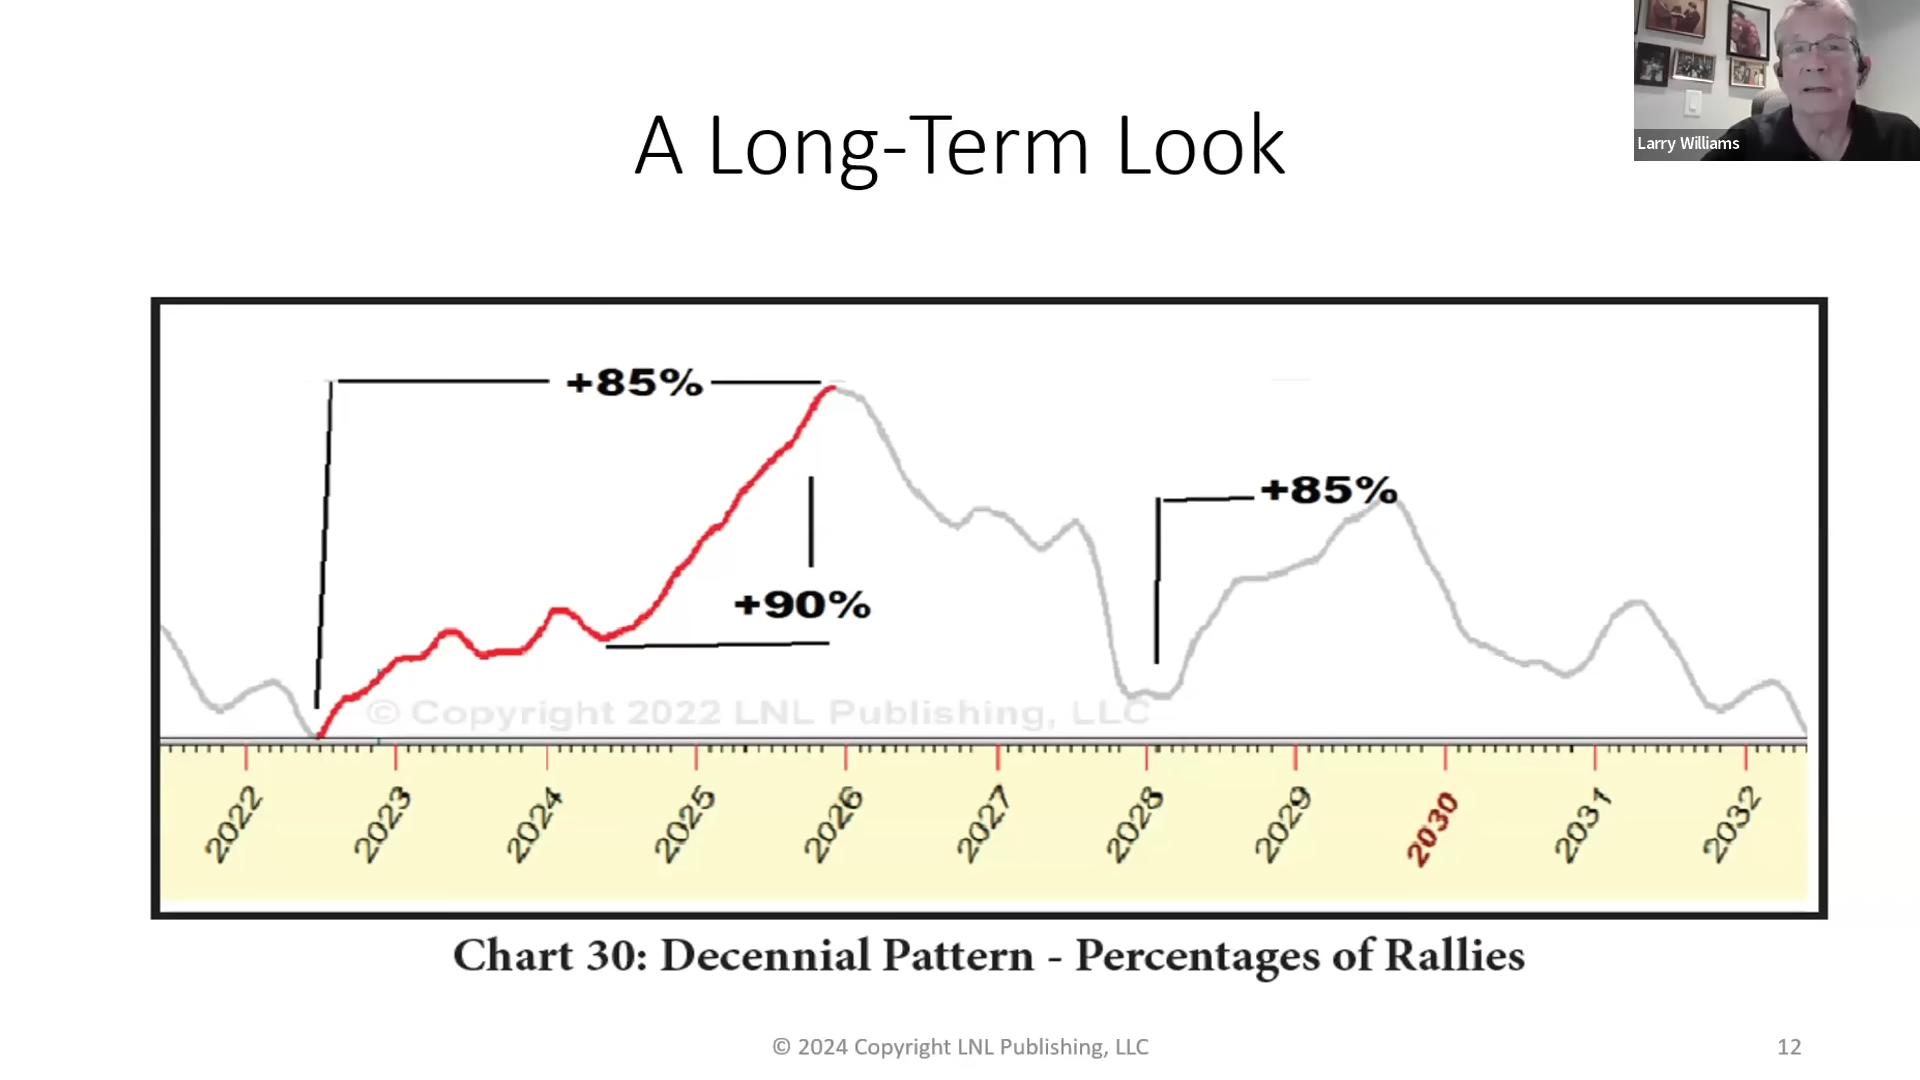 Larry Williams
A Long-Term Look
+85%
+85%
+90%
© Copyright 2022 LNL Publishing, LLC
2022 2023 2024 2025 2026 2027 2028 2029 2030 2031 2032
Chart 30: Decennial Pattern - Percentages of Rallies
© 2024 Copyright LNL Publishing, LLC
12